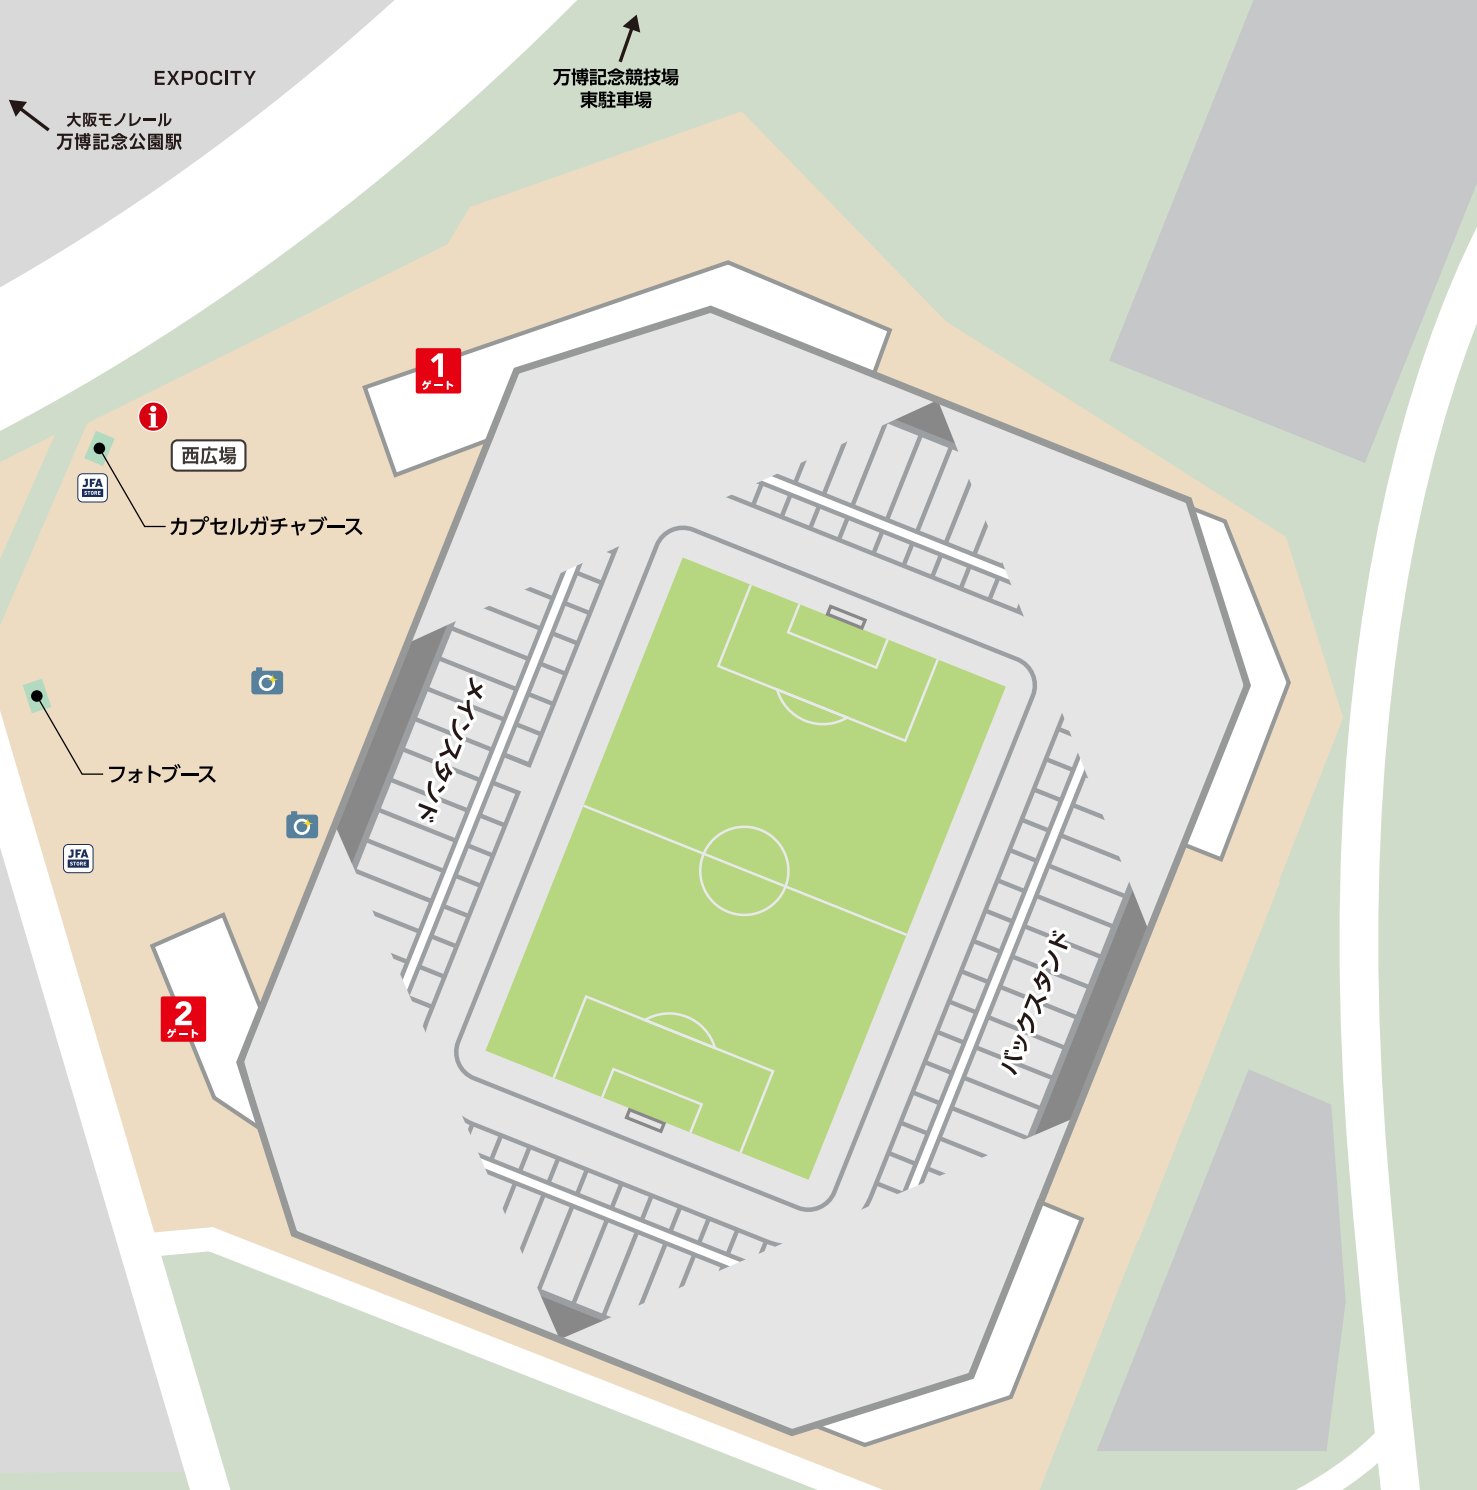 EXPOCITY
大阪モノレール
万博記念公園駅
万博記念競技場
東駐車場
1
ゲート
i
西広場
JFA
STORE
カプセルガチャブース
メインスタンド
フォトブース
JFA
STORE
2
ゲート
バックスタンド